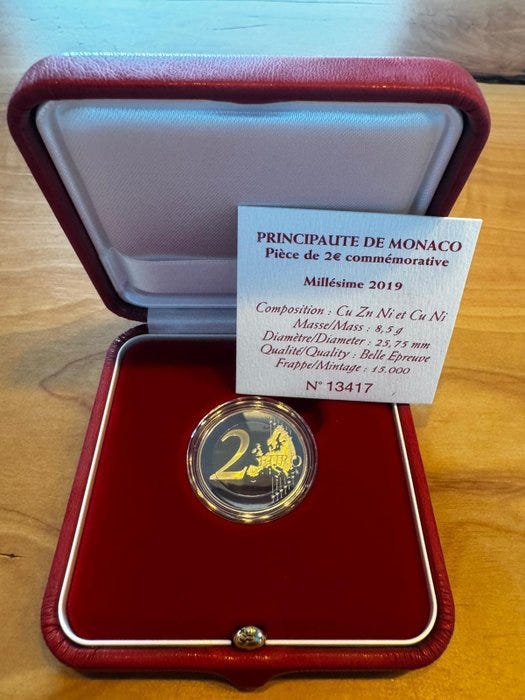 PRINCIPAUTE DE MONACO
Pièce de 2€ commémorative
Millésime 2019
Composition : Cu Zn Ni et Cu Ni
Masse/Mass : 8,5 g
Diamètre/Diameter : 25,75 mm
Qualité/Quality : Belle Epreuve
Frappe/Mintage : 15.000
N° 13417
2 EURO